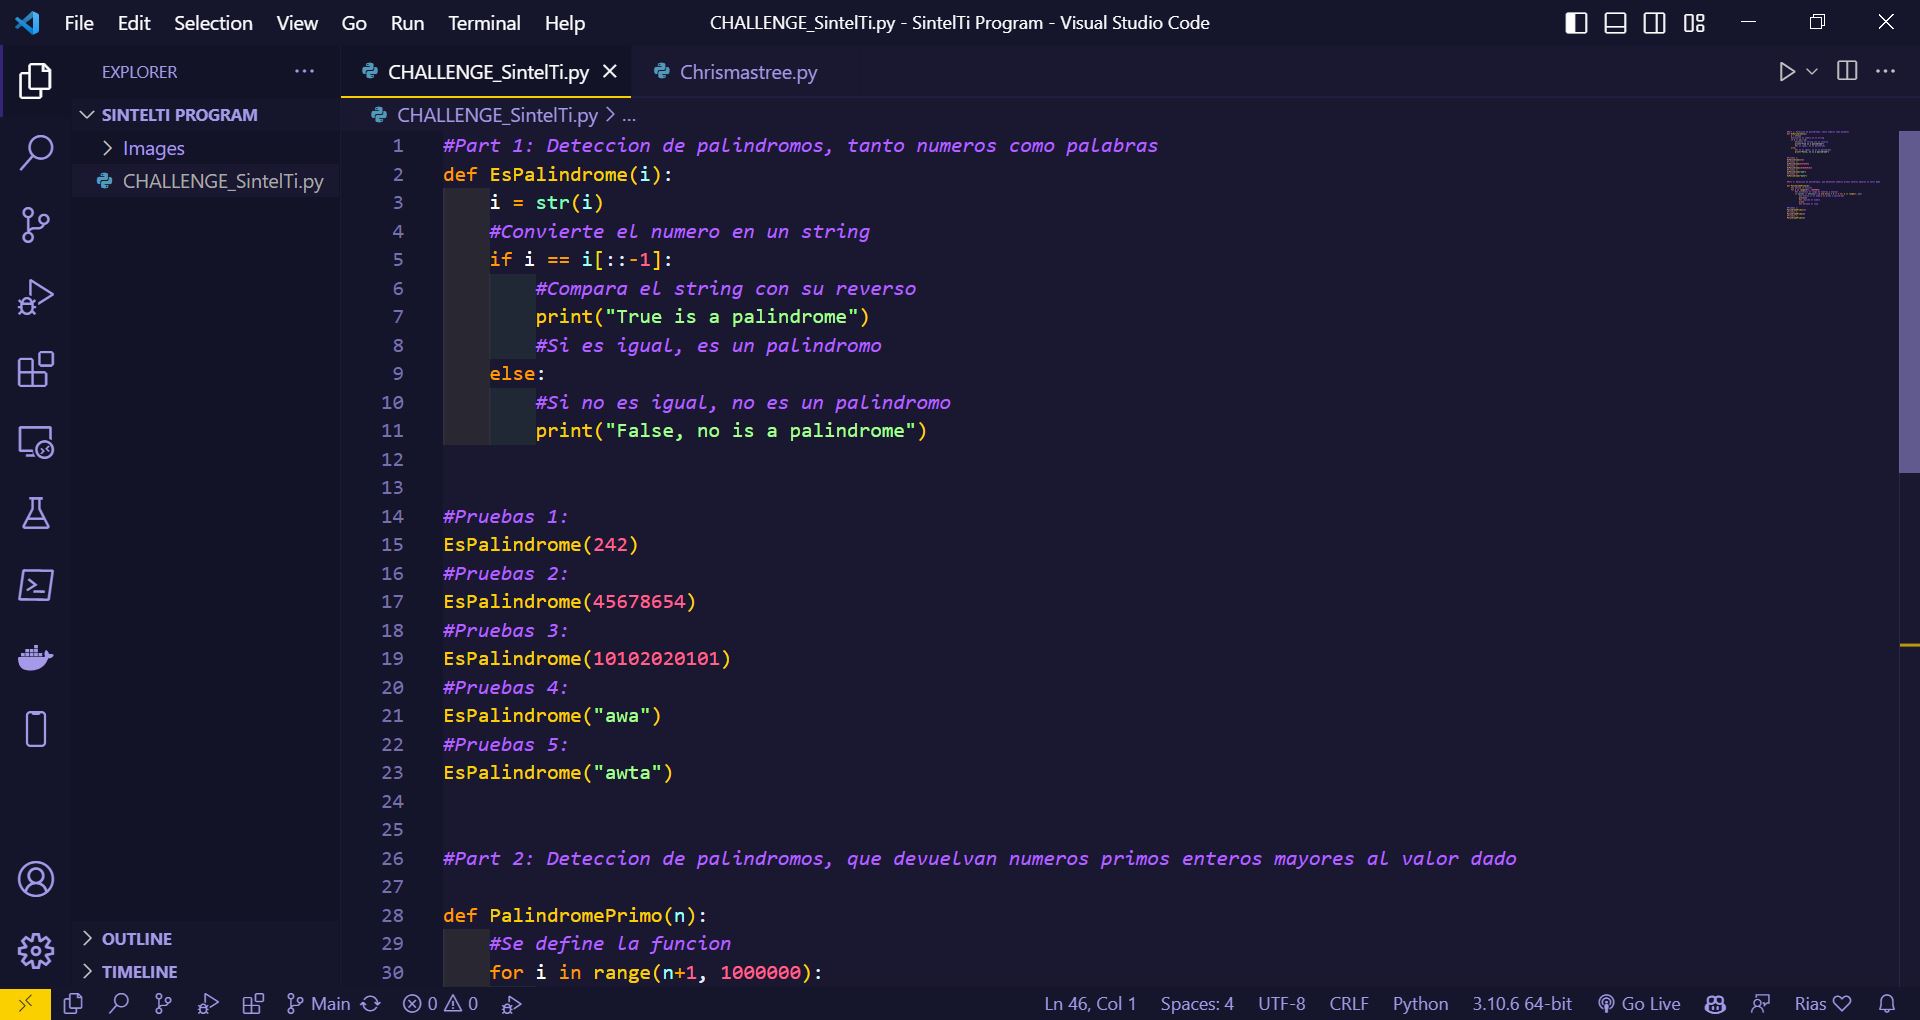 File Edit Selection View Go Run Terminal Help
CHALLENGE_SintelTi.py - SintelTi Program - Visual Studio Code
EXPLORER
SINTELTI PROGRAM
Images
CHALLENGE_SintelTi.py
OUTLINE
TIMELINE
CHALLENGE_SintelTi.py
Chrismastree.py
CHALLENGE_SintelTi.py > ...
1 #Part 1: Deteccion de palindromos, tanto numeros como palabras
2 def EsPalindrome(i):
3     i = str(i)
4     #Convierte el numero en un string
5     if i == i[::-1]:
6         #Compara el string con su reverso
7         print("True is a palindrome")
8         #Si es igual, es un palindromo
9     else:
10         #Si no es igual, no es un palindromo
11         print("False, no is a palindrome")
12
13
14 #Pruebas 1:
15 EsPalindrome(242)
16 #Pruebas 2:
17 EsPalindrome(45678654)
18 #Pruebas 3:
19 EsPalindrome(10102020101)
20 #Pruebas 4:
21 EsPalindrome("awa")
22 #Pruebas 5:
23 EsPalindrome("awta")
24
25
26 #Part 2: Deteccion de palindromos, que devuelvan numeros primos enteros mayores al valor dado
27
28 def PalindromePrimo(n):
29     #Se define la funcion
30     for i in range(n+1, 1000000):
Main 0 0 Ln 46, Col 1 Spaces: 4 UTF-8 CRLF Python 3.10.6 64-bit Go Live Rias